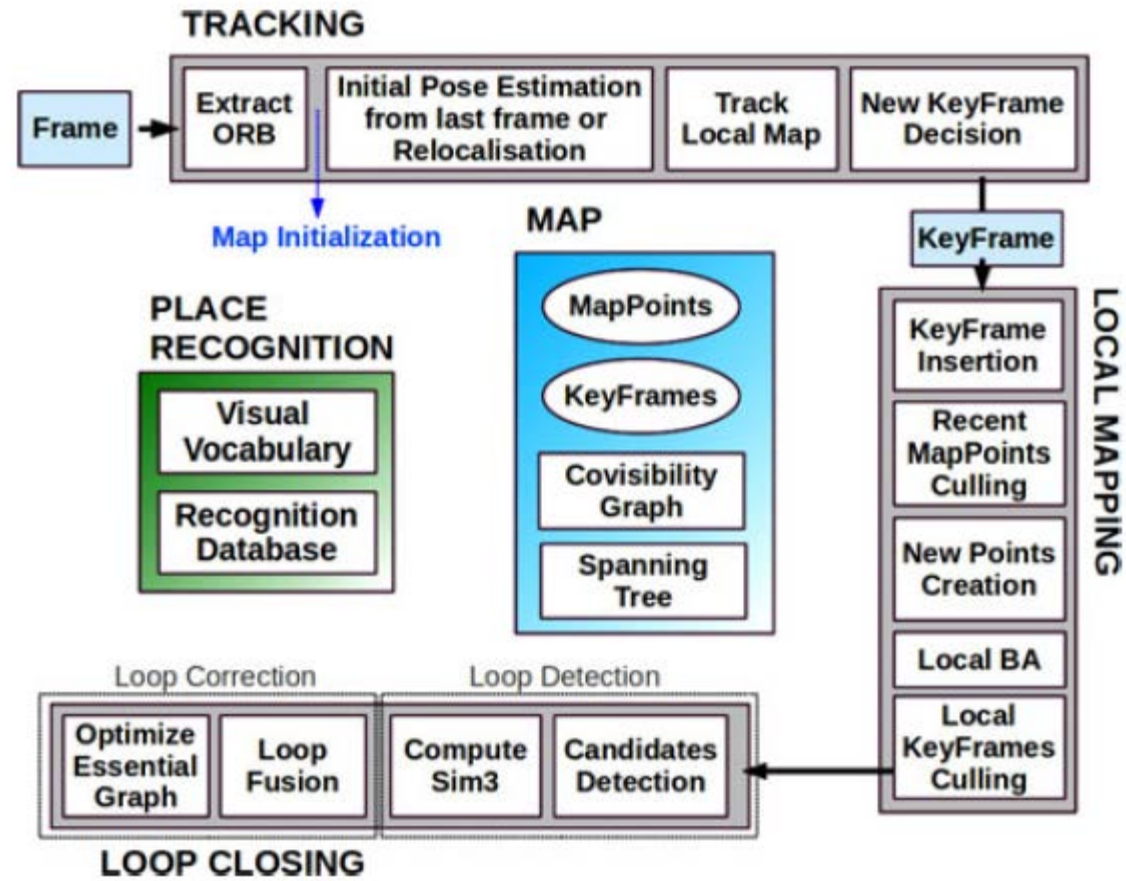 TRACKING
Frame
Extract
ORB
Initial Pose Estimation
from last frame or
Relocalisation
Track
Local Map
New KeyFrame
Decision
Map Initialization
MAP
KeyFrame
MapPoints
KeyFrames
Covisibility
Graph
Spanning
Tree
PLACE
RECOGNITION
Visual
Vocabulary
Recognition
Database
LOCAL MAPPING
KeyFrame
Insertion
Recent
MapPoints
Culling
New Points
Creation
Local BA
Local
KeyFrames
Culling
Loop Correction
Loop Detection
Optimize
Essential
Graph
Loop
Fusion
Compute
Sim3
Candidates
Detection
LOOP CLOSING